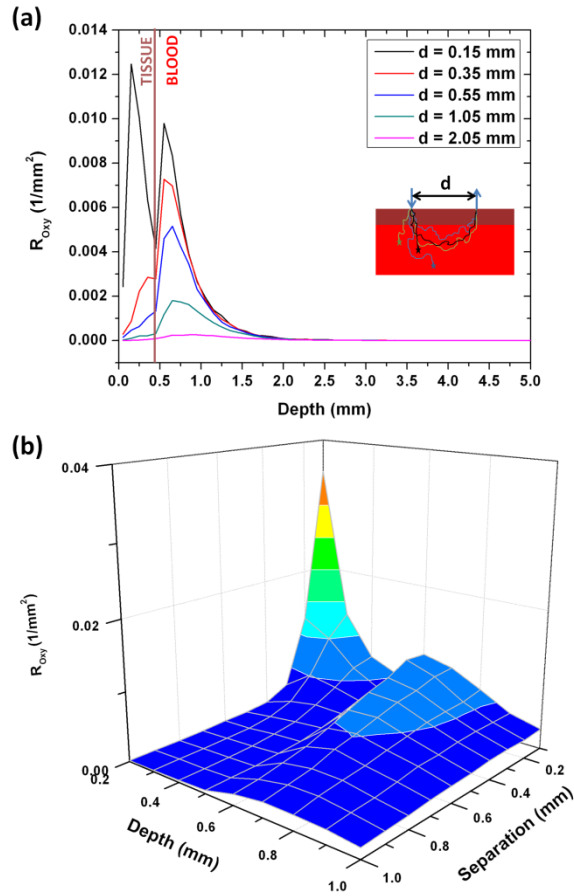 (a)
0.014
0.012
0.010
0.008
0.006
0.004
0.002
0.000
R_Oxy (1/mm²)
TISSUE
BLOOD
d = 0.15 mm
d = 0.35 mm
d = 0.55 mm
d = 1.05 mm
d = 2.05 mm
d
0.0 0.5 1.0 1.5 2.0 2.5 3.0 3.5 4.0 4.5 5.0
Depth (mm)
(b)
0.04
0.02
0.00
R_Oxy (1/mm²)
0.2 0.4 0.6 0.8 1.0
Depth (mm)
0.2
0.4
0.6
0.8
1.0
Separation (mm)